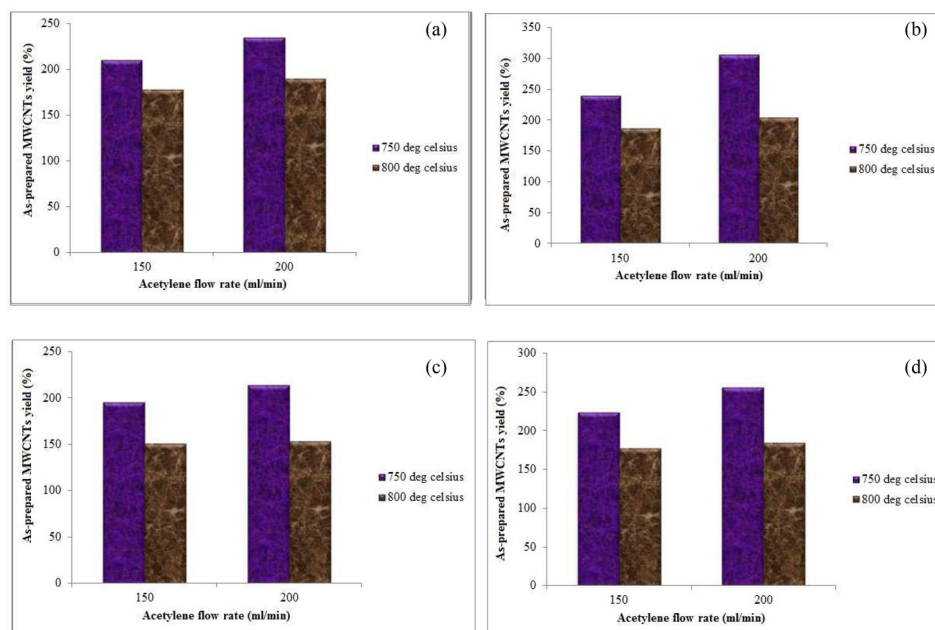 (a)
As-prepared MWCNTs yield (%)
250
200
150
100
50
0
150
200
Acetylene flow rate (ml/min)
750 deg celsius
800 deg celsius
(b)
As-prepared MWCNTs yield (%)
350
300
250
200
150
100
50
0
150
200
Acetylene flow rate (ml/min)
750 deg celsius
800 deg celsius
(c)
As-prepared MWCNTs yield (%)
250
200
150
100
50
0
150
200
Acetylene flow rate (ml/min)
750 deg celsius
800 deg celsius
(d)
As-prepared MWCNTs yield (%)
300
250
200
150
100
50
0
150
200
Acetylene flow rate (ml/min)
750 deg celsius
800 deg celsius